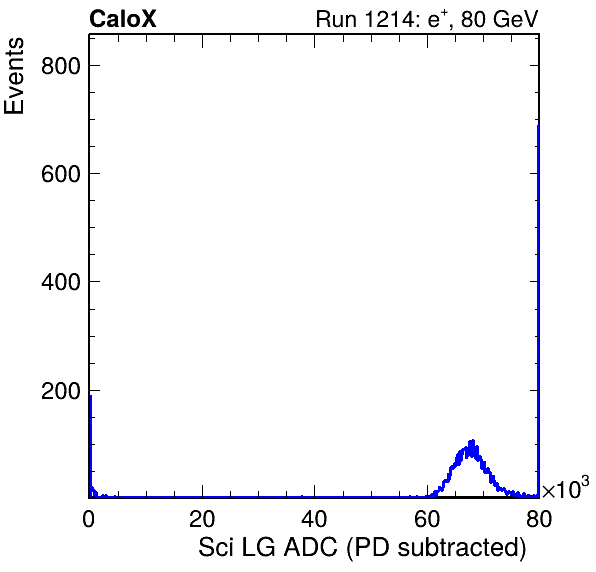 CaloX Run 1214: e⁺, 80 GeV
Events
800
600
400
200
0 20 40 60 80 ×10³
Sci LG ADC (PD subtracted)